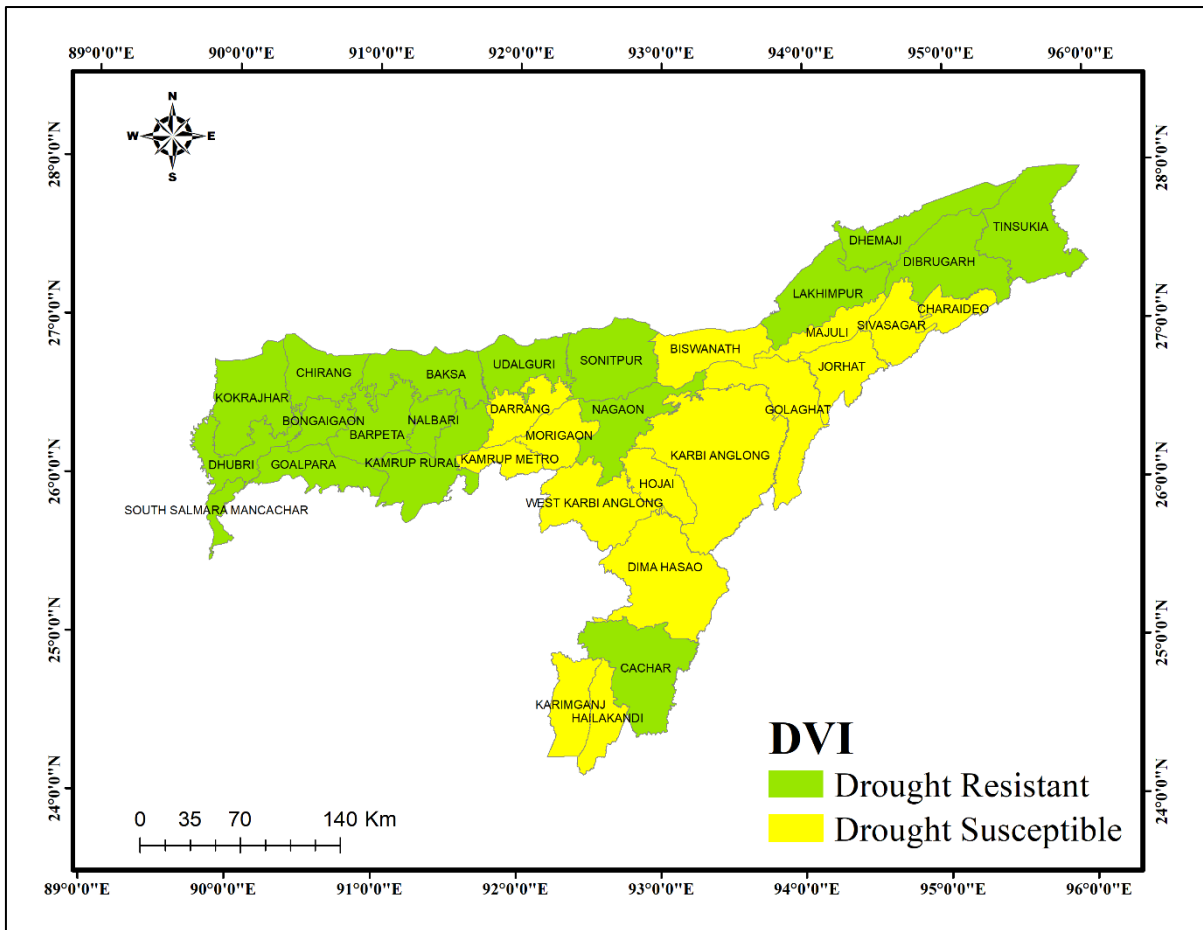 89°0'0"E 90°0'0"E 91°0'0"E 92°0'0"E 93°0'0"E 94°0'0"E 95°0'0"E 96°0'0"E
N
W E
S
28°0'0"N 28°0'0"N
TINSUKIA
DHEMAJI
DIBRUGARH
LAKHIMPUR
27°0'0"N 27°0'0"N
CHARAIDEO
SIVASAGAR
MAJULI
BISWANATH
SONITPUR
UDALGURI
JORHAT
CHIRANG
BAKSA
KOKRAJHAR
NAGAON
GOLAGHAT
DARRANG
BONGAIGAON
NALBARI
BARPETA
MORIGAON
KARBI ANGLONG
KAMRUP METRO
DHUBRI
GOALPARA
KAMRUP RURAL
26°0'0"N 26°0'0"N
HOJAI
WEST KARBI ANGLONG
SOUTH SALMARA MANCACHAR
DIMA HASAO
25°0'0"N 25°0'0"N
CACHAR
KARIMGANJ
HAILAKANDI
DVI
Drought Resistant
Drought Susceptible
24°0'0"N 24°0'0"N
0 35 70 140 Km
89°0'0"E 90°0'0"E 91°0'0"E 92°0'0"E 93°0'0"E 94°0'0"E 95°0'0"E 96°0'0"E